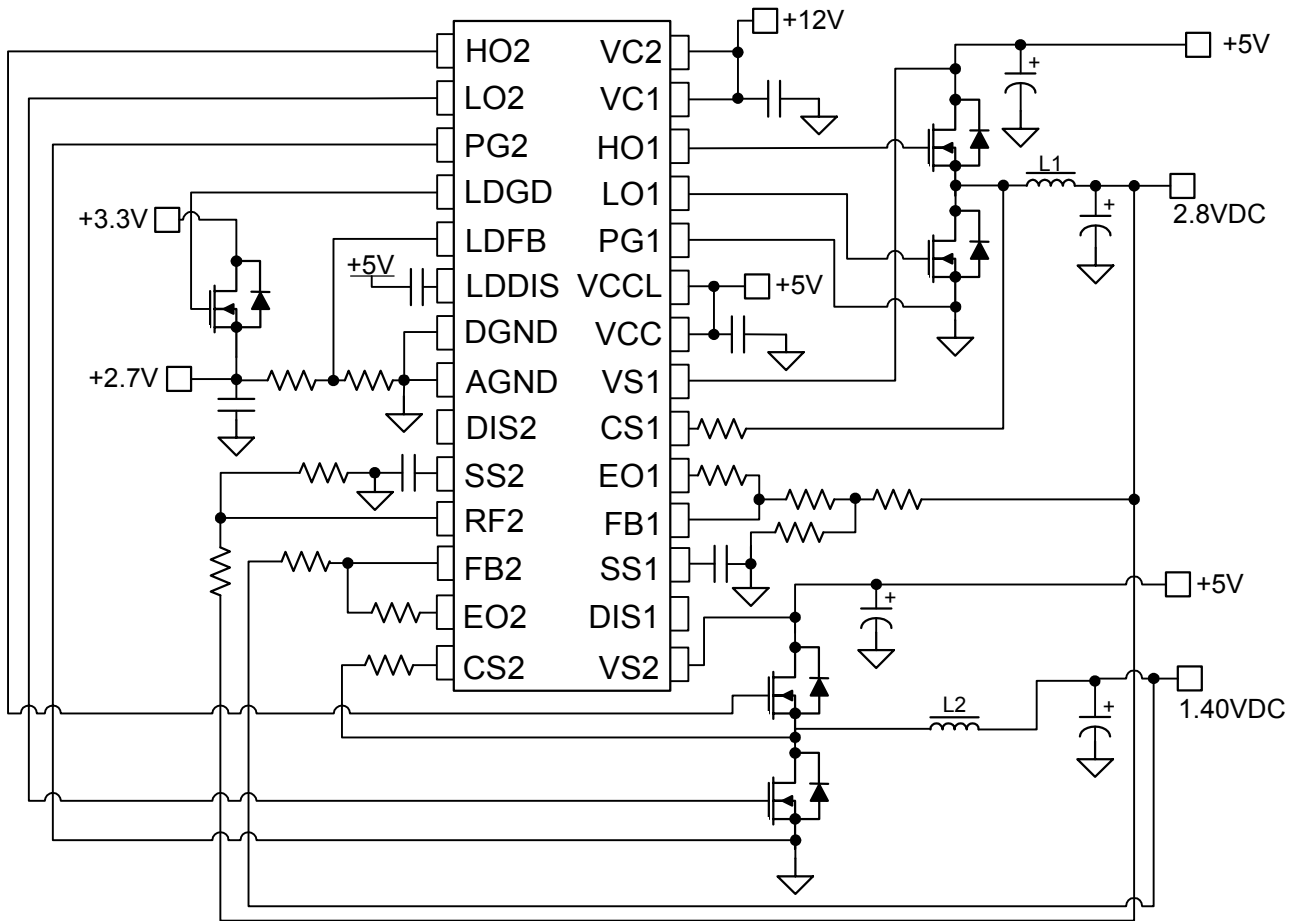 +12V
+5V
HO2
VC2
LO2
VC1
PG2
HO1
LDGD
LO1
L1
2.8VDC
+3.3V
LDFB
PG1
+5V
LDDIS
VCCL
+5V
DGND
VCC
+2.7V
AGND
VS1
DIS2
CS1
SS2
EO1
RF2
FB1
FB2
SS1
+5V
EO2
DIS1
CS2
VS2
L2
1.40VDC